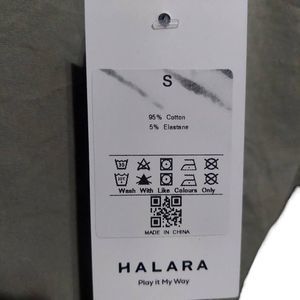 S
95% Cotton
5% Elastane
Wash With Like Colours Only
MADE IN CHINA
HALARA
Play it My Way